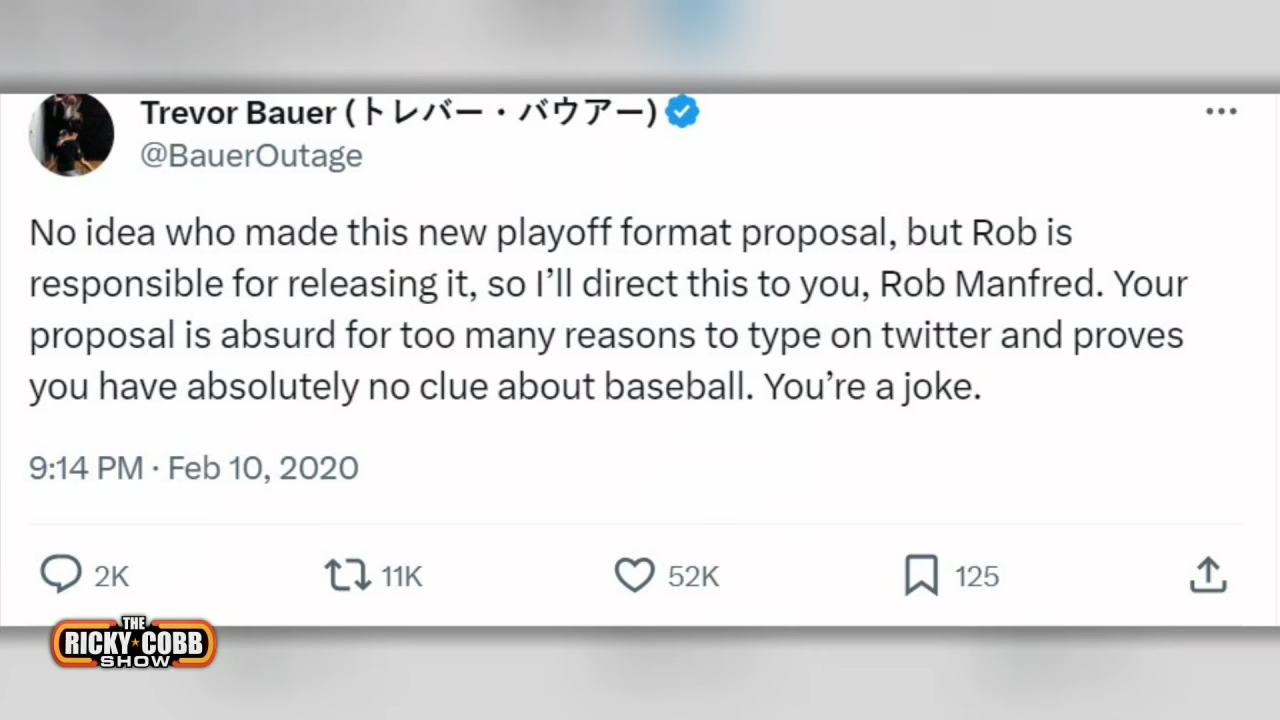 Trevor Bauer (トレバー・バウアー)
@BauerOutage
No idea who made this new playoff format proposal, but Rob is
responsible for releasing it, so I’ll direct this to you, Rob Manfred. Your
proposal is absurd for too many reasons to type on twitter and proves
you have absolutely no clue about baseball. You’re a joke.
9:14 PM · Feb 10, 2020
2K 11K 52K 125
THE
RICKY COBB
SHOW